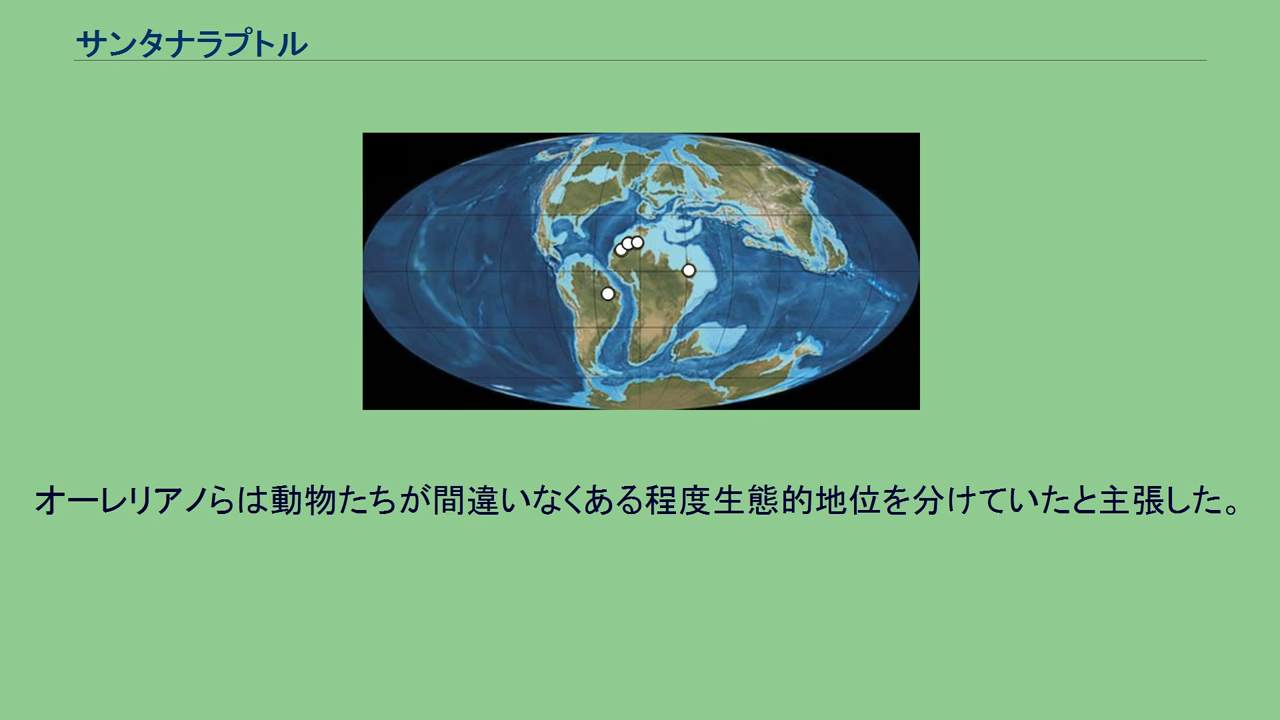 サンタナラプトル
オーレリアノらは動物たちが間違いなくある程度生態的地位を分けていたと主張した。